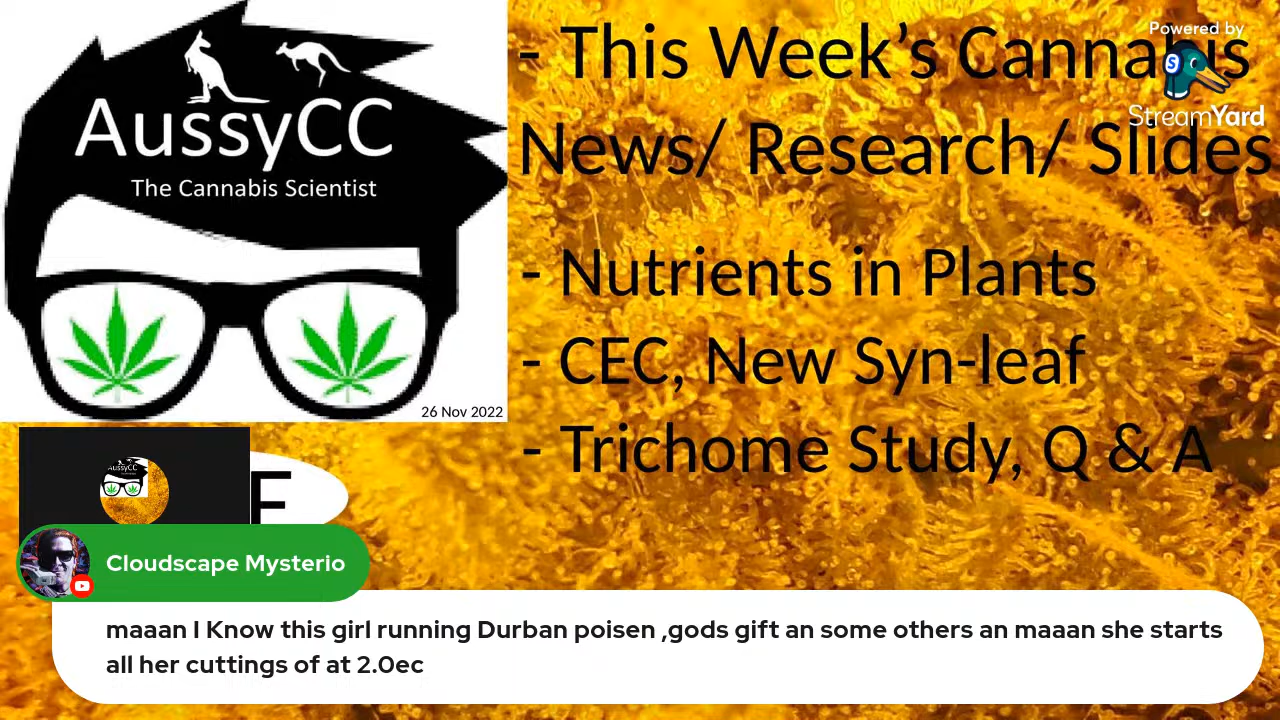 AussyCC
The Cannabis Scientist
26 Nov 2022
- This Week's Cannabis
News/ Research/ Slides
- Nutrients in Plants
- CEC, New Syn-leaf
- Trichome Study, Q & A
Powered by
StreamYard
AussyCC
F
Cloudscape Mysterio
maaan I Know this girl running Durban poisen ,gods gift an some others an maaan she starts
all her cuttings of at 2.0ec